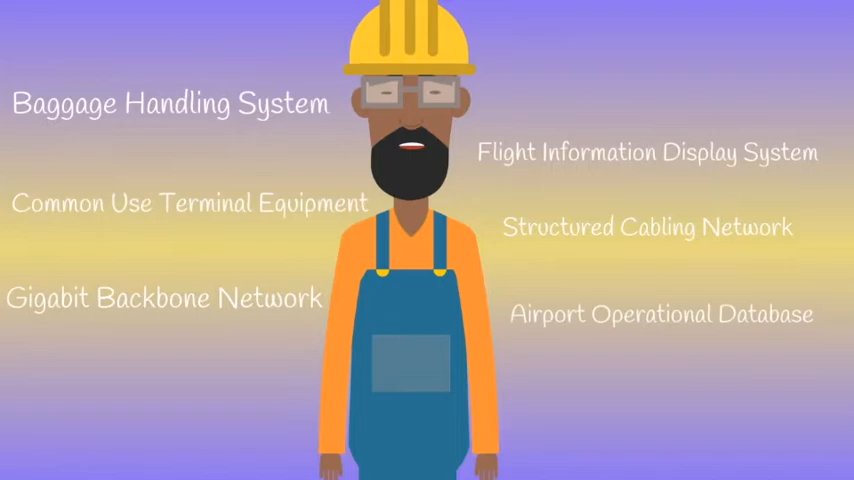 Baggage Handling System
Flight Information Display System
Common Use Terminal Equipment
Structured Cabling Network
Gigabit Backbone Network
Airport Operational Database